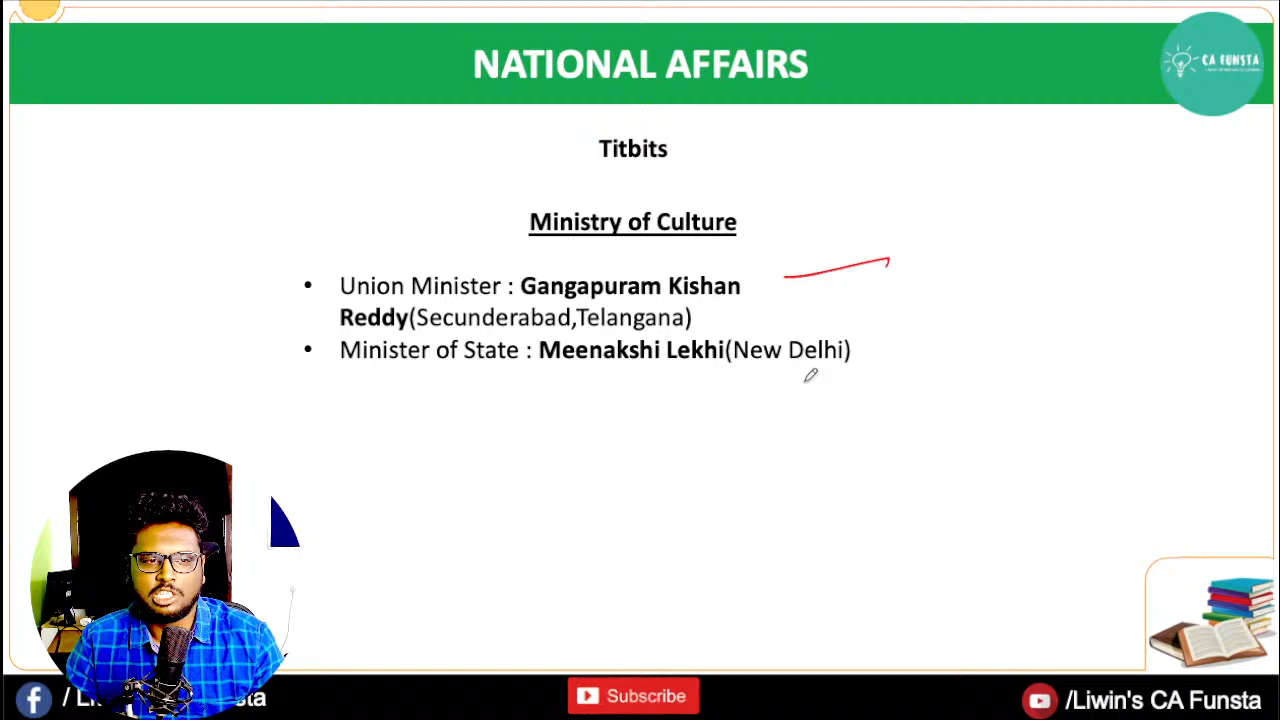 NATIONAL AFFAIRS
CA FUNSTA
Titbits
Ministry of Culture
• Union Minister : Gangapuram Kishan
Reddy(Secunderabad,Telangana)
• Minister of State : Meenakshi Lekhi(New Delhi)
Subscribe
/Liwin's CA Funsta